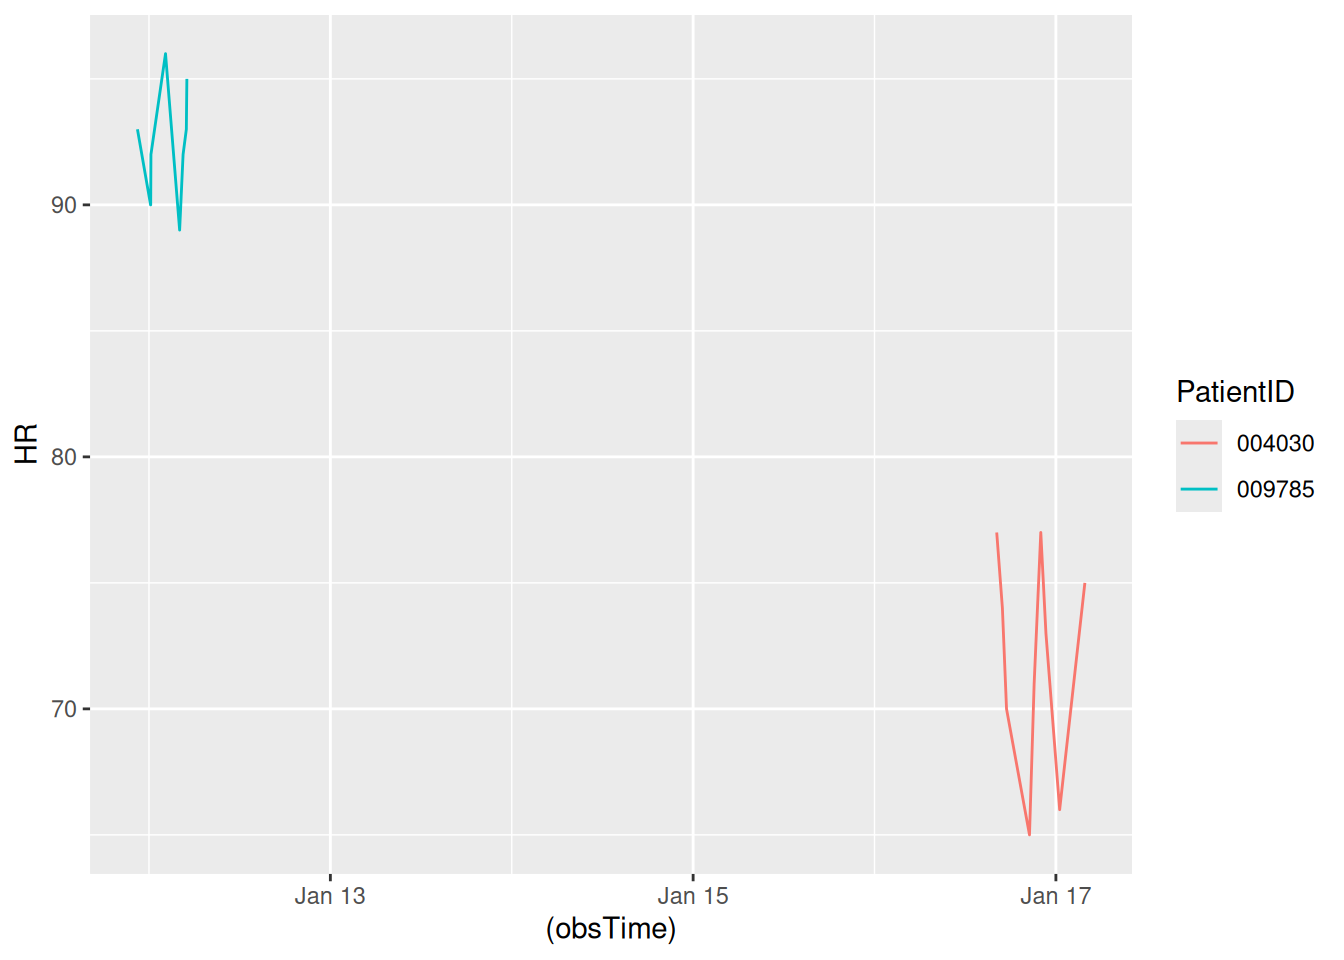 90
80
70
HR
Jan 13
Jan 15
Jan 17
(obsTime)
PatientID
004030
009785